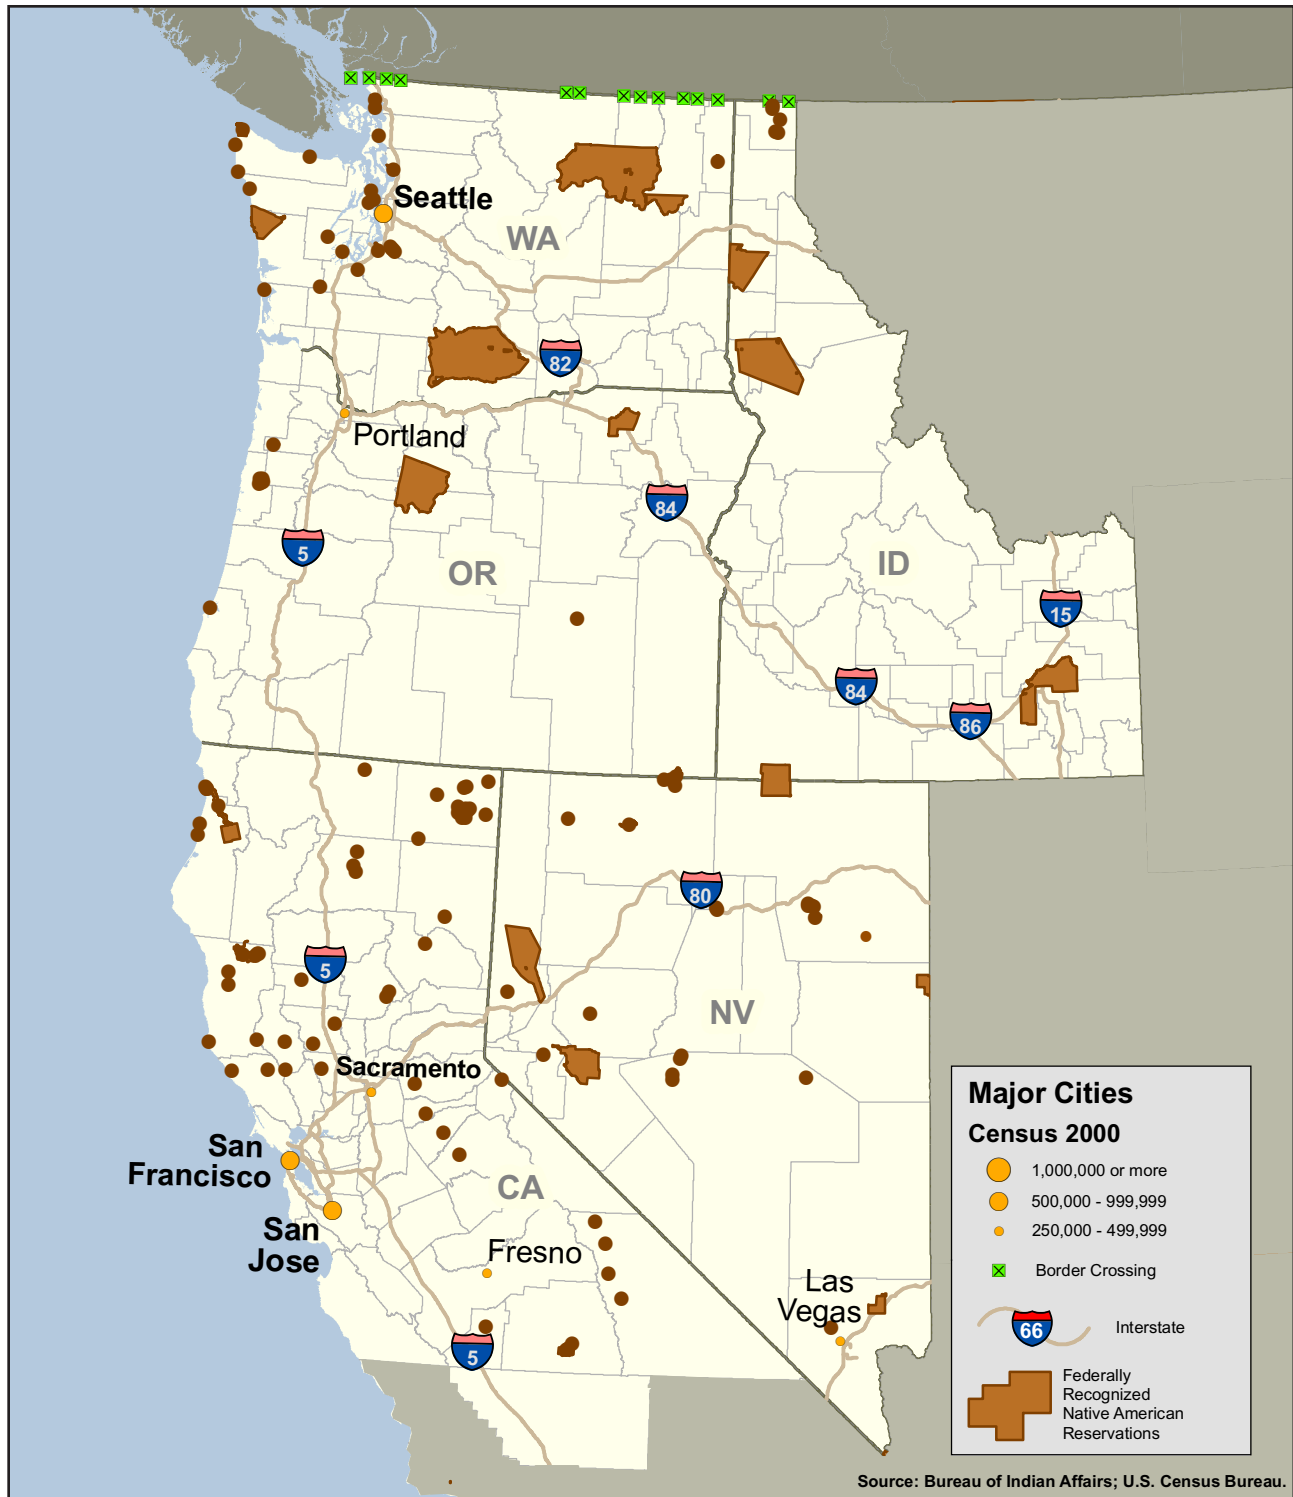 Seattle
WA
82
Portland
84
5
OR
ID
15
84
86
80
5
NV
Sacramento
San
Francisco
CA
San
Jose
Fresno
Las
Vegas
5
Major Cities
Census 2000
1,000,000 or more
500,000 - 999,999
250,000 - 499,999
Border Crossing
66
Interstate
Federally
Recognized
Native American
Reservations
Source: Bureau of Indian Affairs; U.S. Census Bureau.